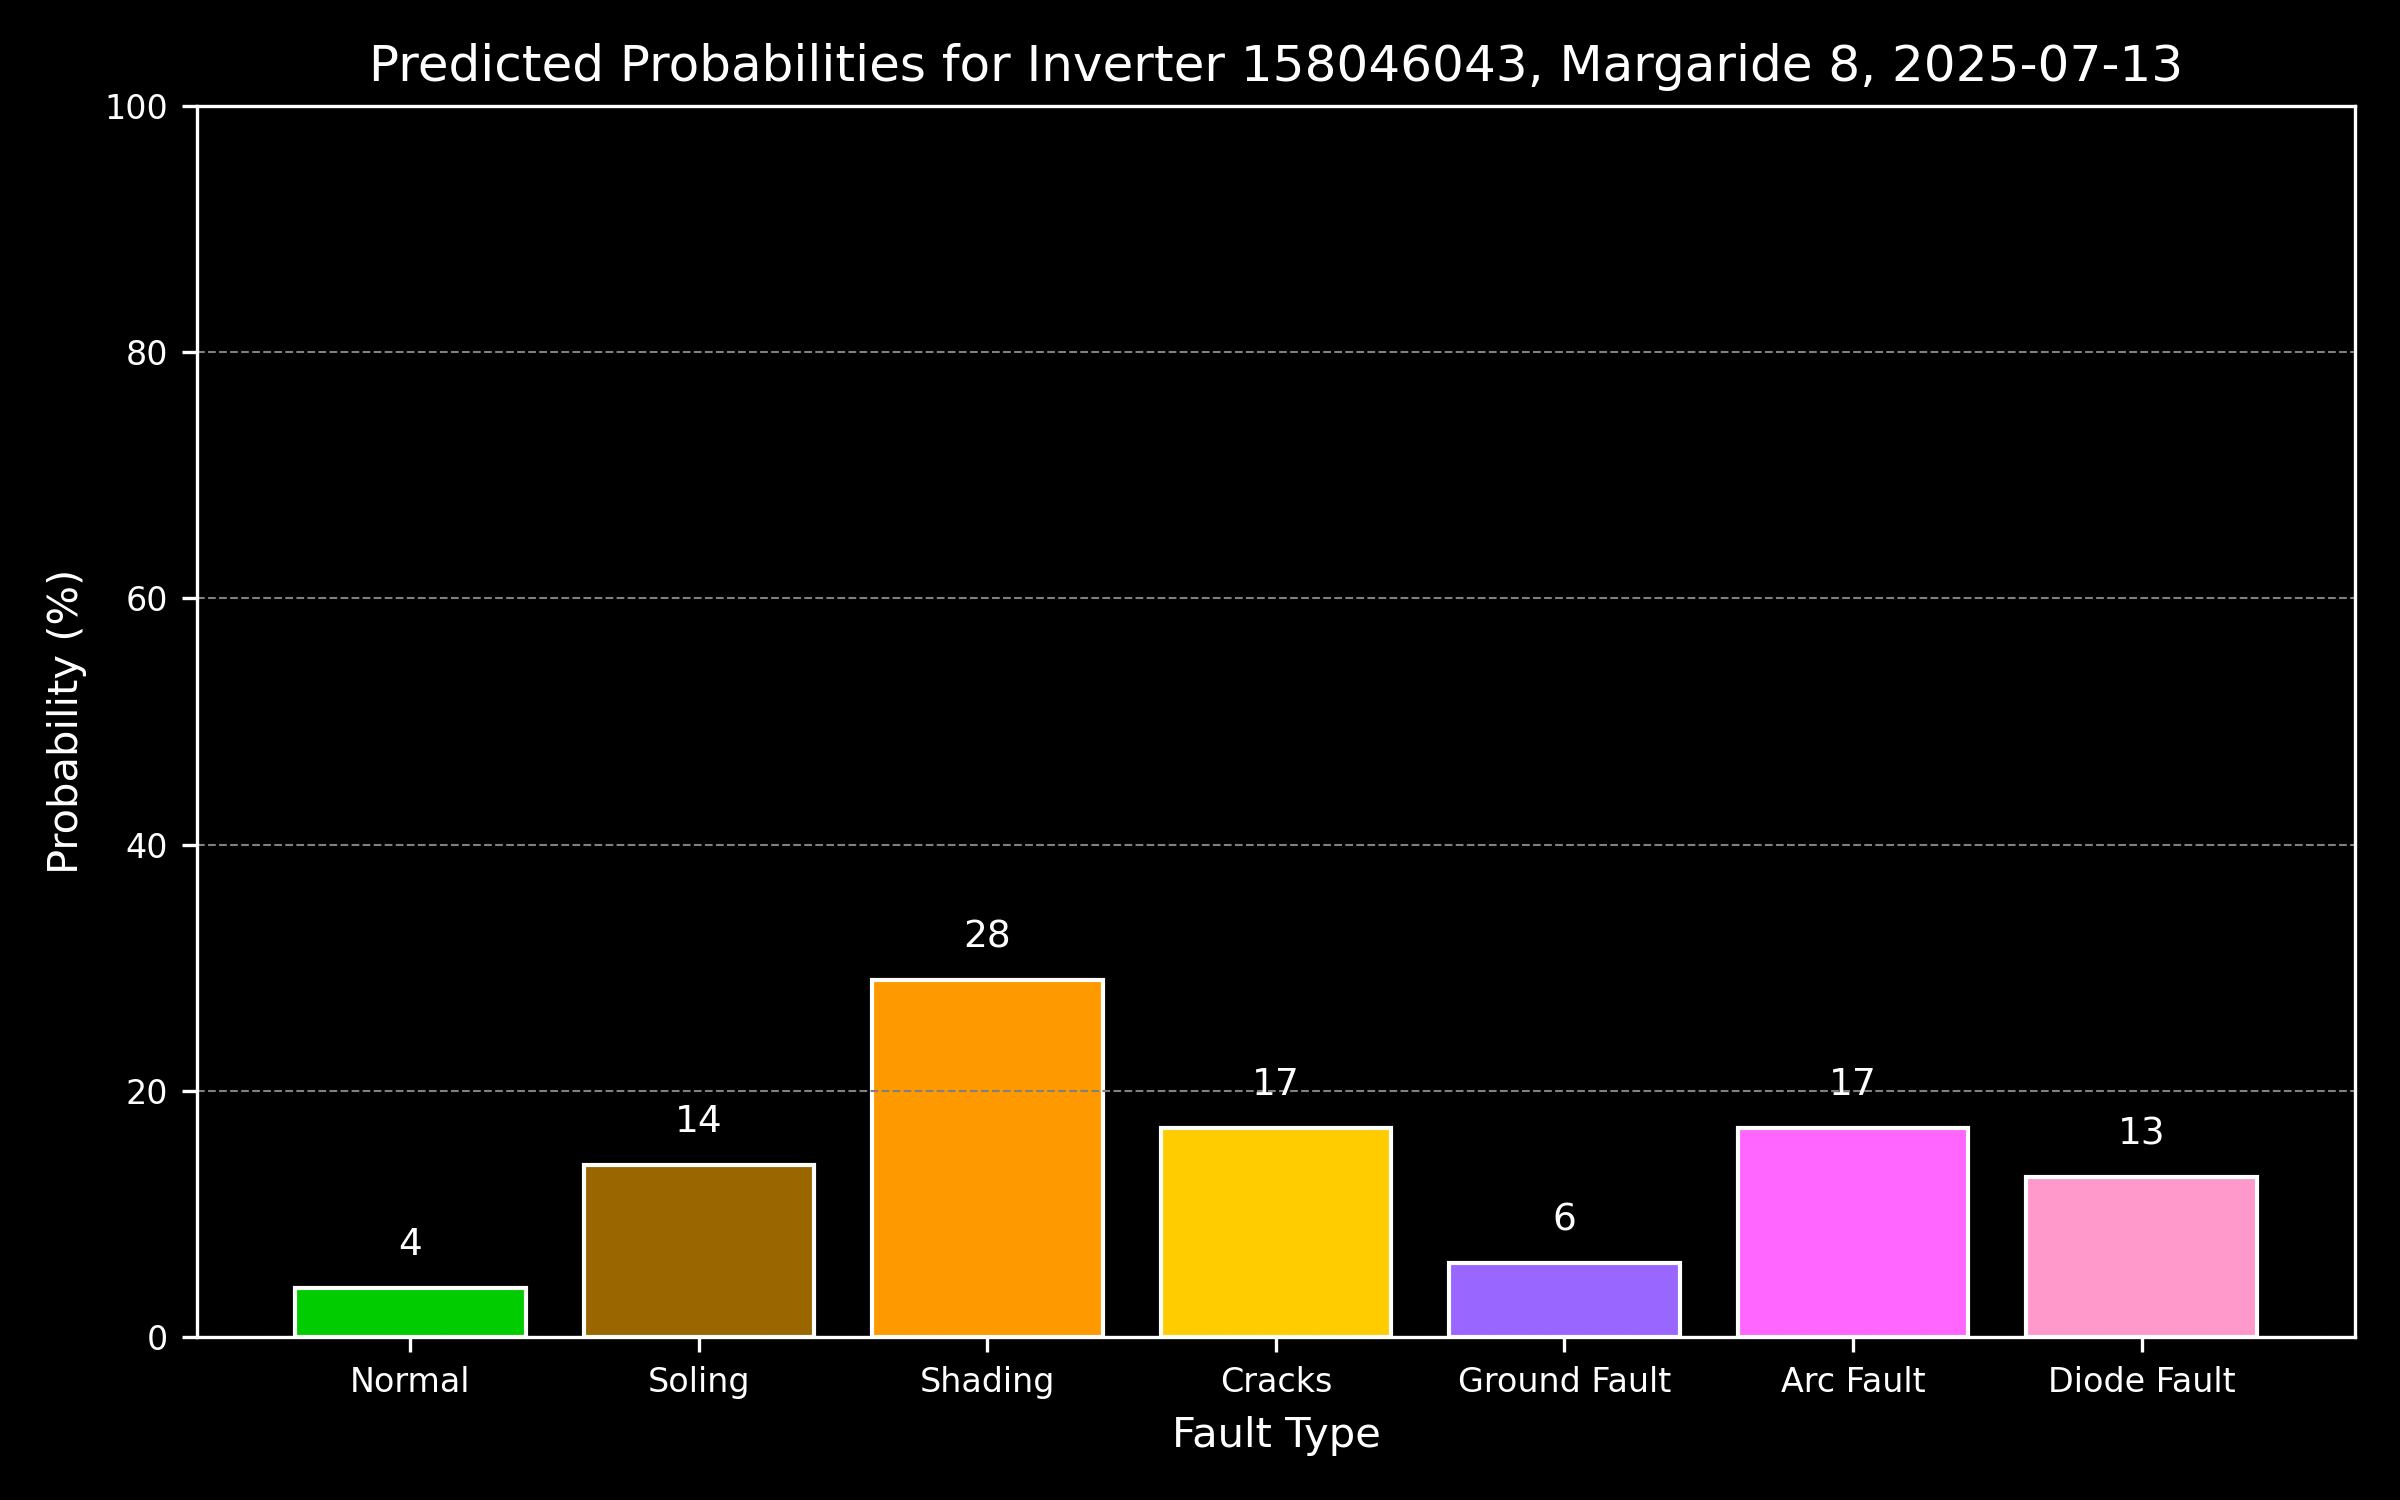 Predicted Probabilities for Inverter 158046043, Margaride 8, 2025-07-13
100
80
60
40
20
0
Probability (%)
4
14
28
17
6
17
13
Normal
Soling
Shading
Cracks
Ground Fault
Arc Fault
Diode Fault
Fault Type